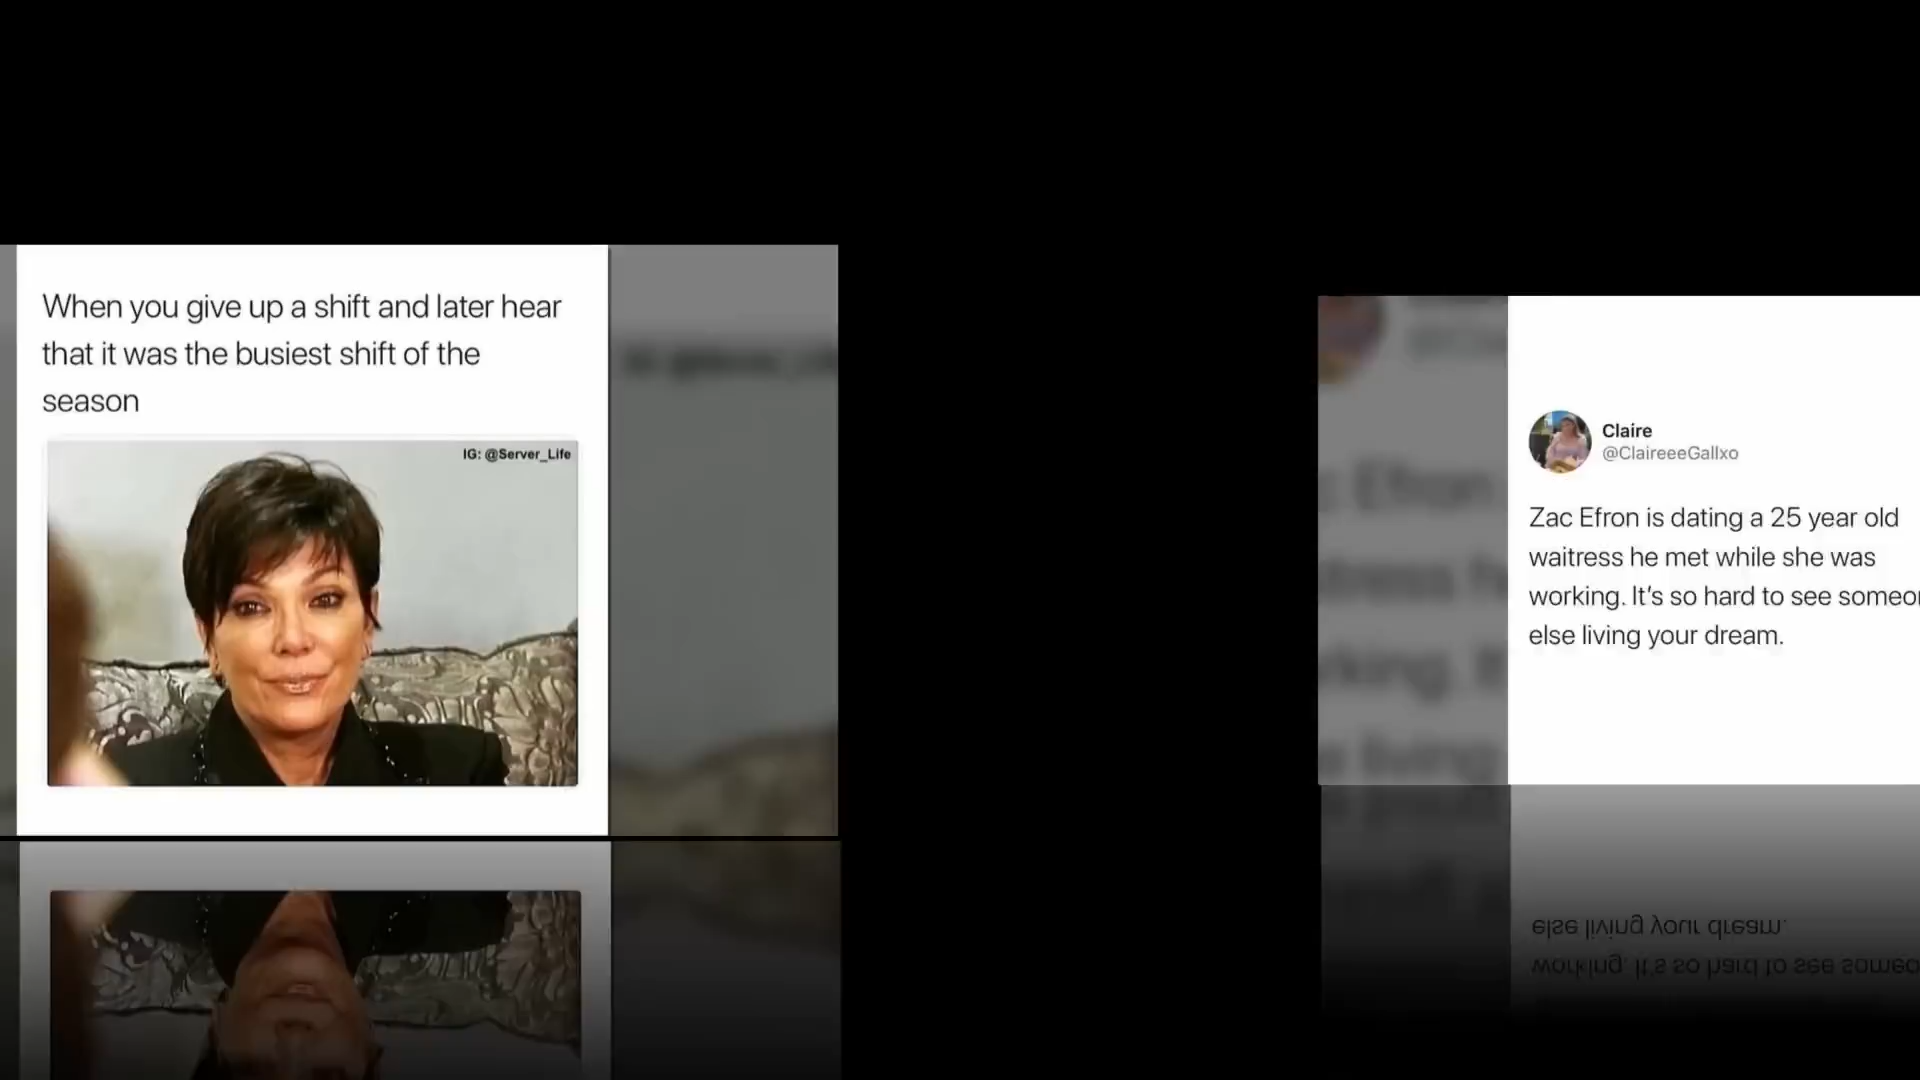 When you give up a shift and later hear
that it was the busiest shift of the
season
IG: @Server_Life
Claire
@ClaireeeGallxo
Zac Efron is dating a 25 year old
waitress he met while she was
working. It's so hard to see someon
else living your dream.